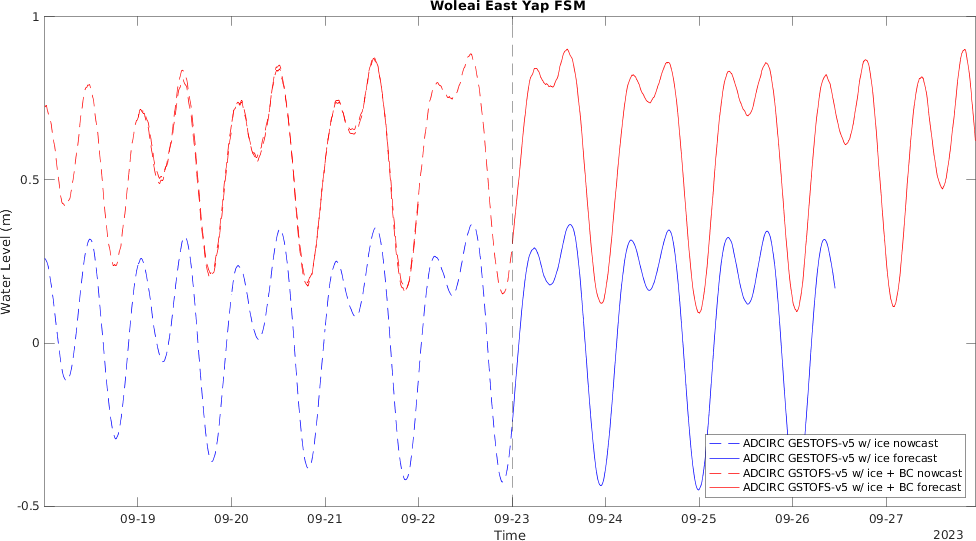 Woleai East Yap FSM
1
0.5
0
-0.5
Water Level (m)
ADCIRC GESTOFS-v5 w/ ice nowcast
ADCIRC GESTOFS-v5 w/ ice forecast
ADCIRC GSTOFS-v5 w/ ice + BC nowcast
ADCIRC GSTOFS-v5 w/ ice + BC forecast
09-19 09-20 09-21 09-22 09-23 09-24 09-25 09-26 09-27
Time
2023